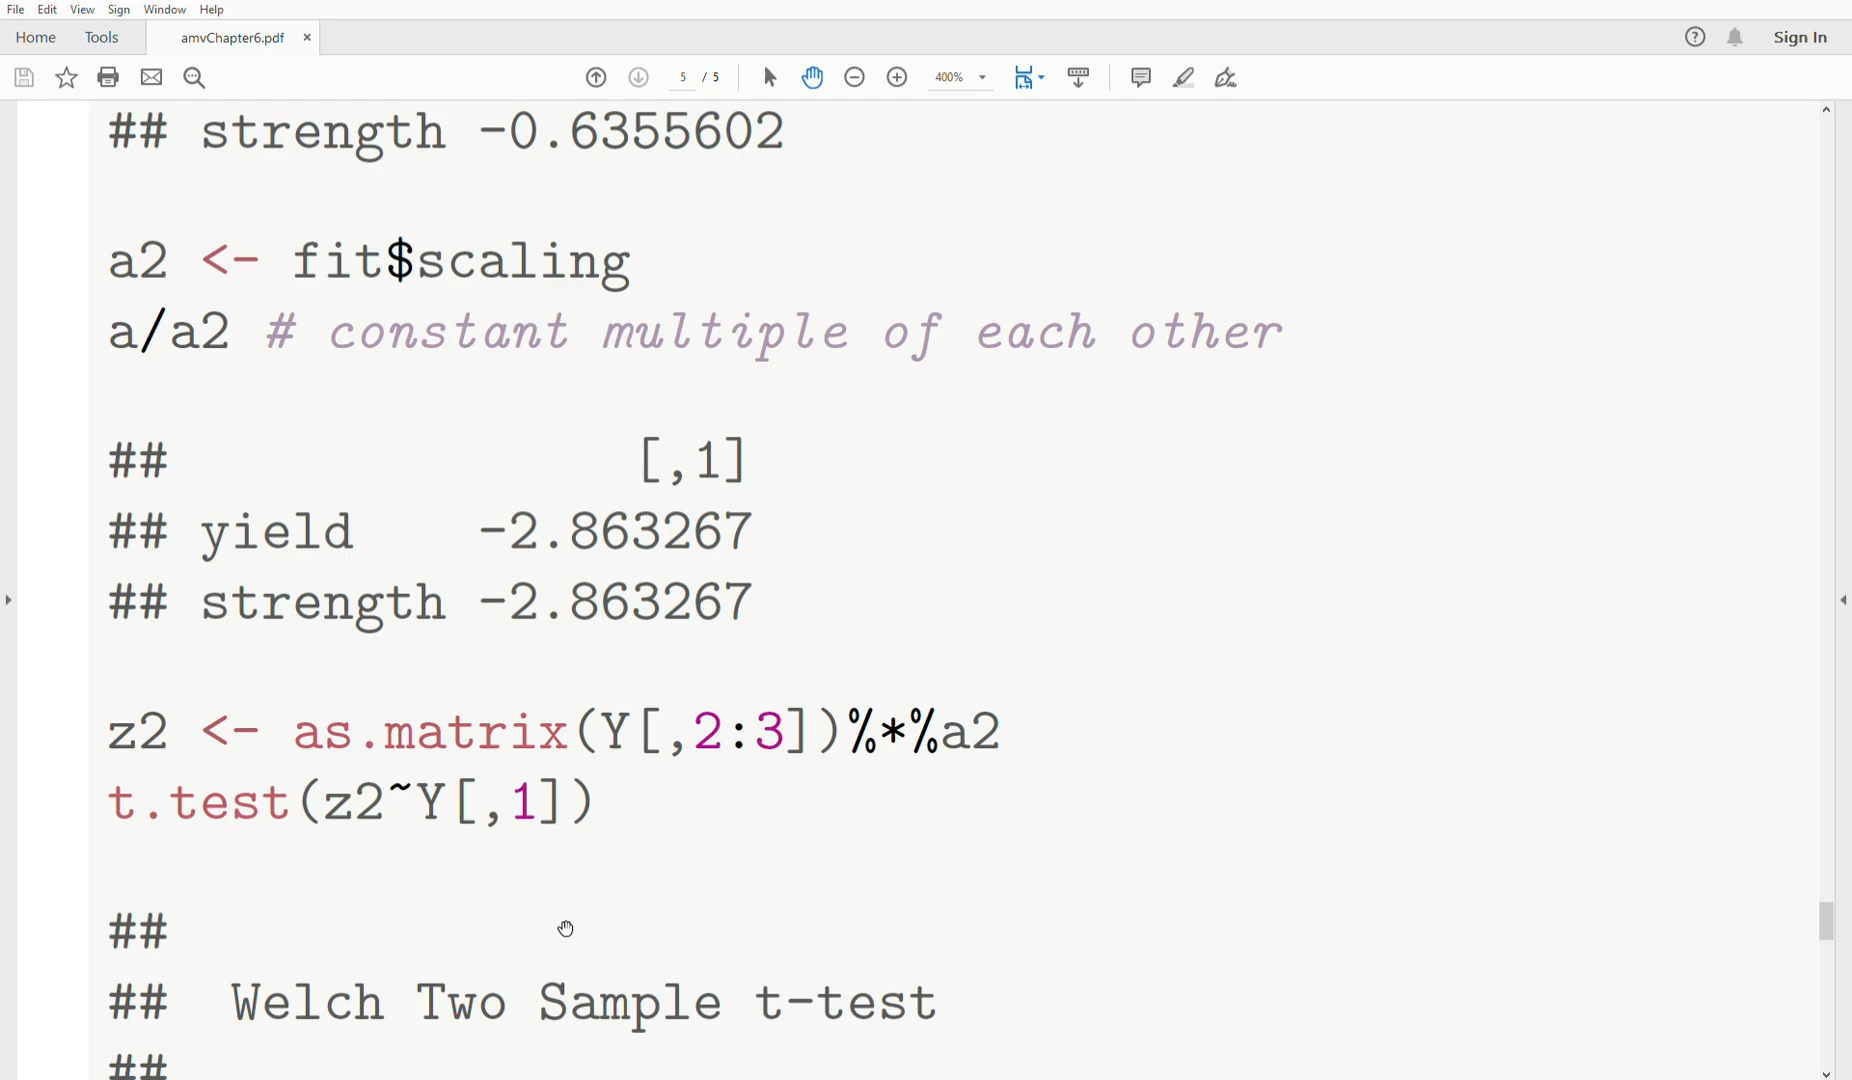 File Edit View Sign Window Help
Home Tools amvChapter6.pdf × ? Sign In
5 / 5 400%
## strength -0.6355602
a2 <- fit$scaling
a/a2 # constant multiple of each other
## [,1]
## yield -2.863267
## strength -2.863267
z2 <- as.matrix(Y[,2:3])%*%a2
t.test(z2~Y[,1])
##
## Welch Two Sample t-test
##